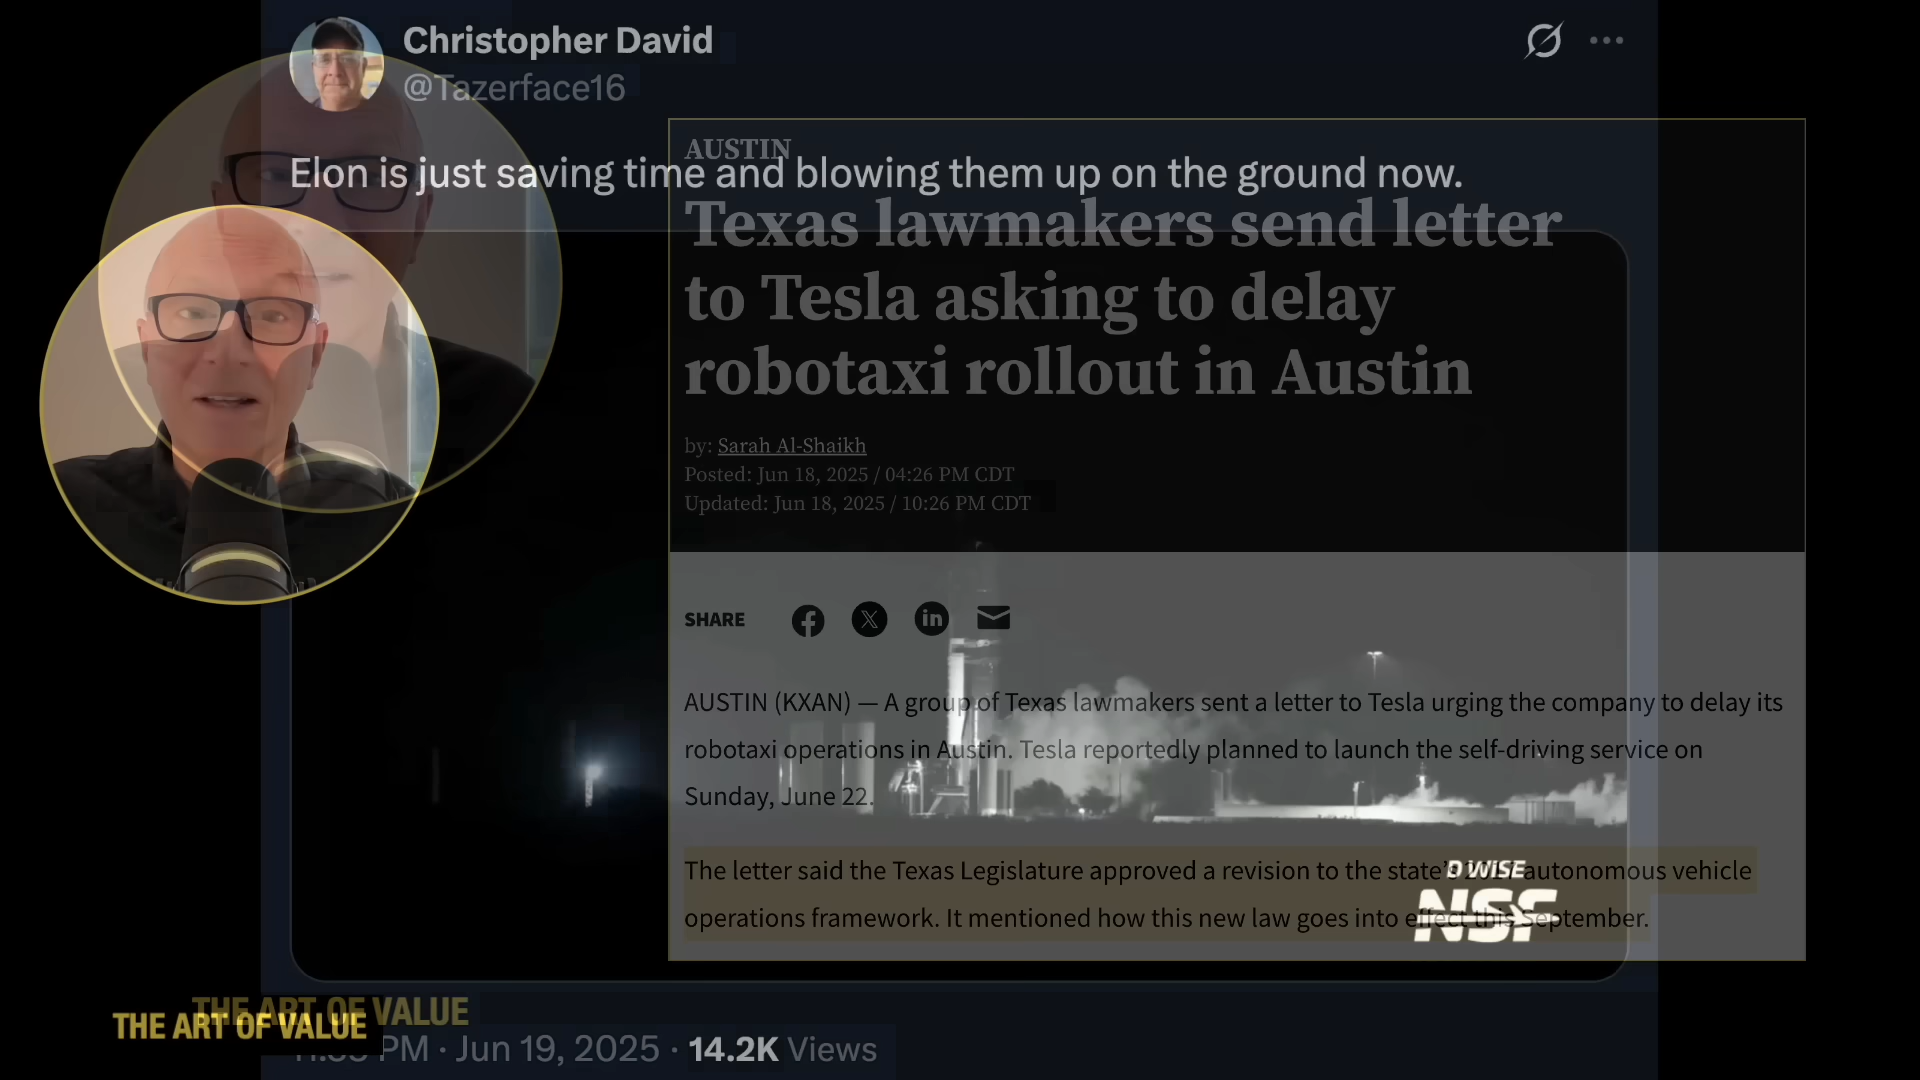 Christopher David
@Tazerface16
Elon is just saving time and blowing them up on the ground now.
AUSTIN
Texas lawmakers send letter
to Tesla asking to delay
robotaxi rollout in Austin
by: Sarah Al-Shaikh
Posted: Jun 18, 2025 / 04:26 PM CDT
Updated: Jun 18, 2025 / 10:26 PM CDT
SHARE
AUSTIN (KXAN) — A group of Texas lawmakers sent a letter to Tesla urging the company to delay its
robotaxi operations in Austin. Tesla reportedly planned to launch the self-driving service on
Sunday, June 22.
The letter said the Texas Legislature approved a revision to the state's autonomous vehicle
operations framework. It mentioned how this new law goes into effect this September.
D WISE
NSF
THE ART OF VALUE
THE ART OF VALUE
PM · Jun 19, 2025 · 14.2K Views